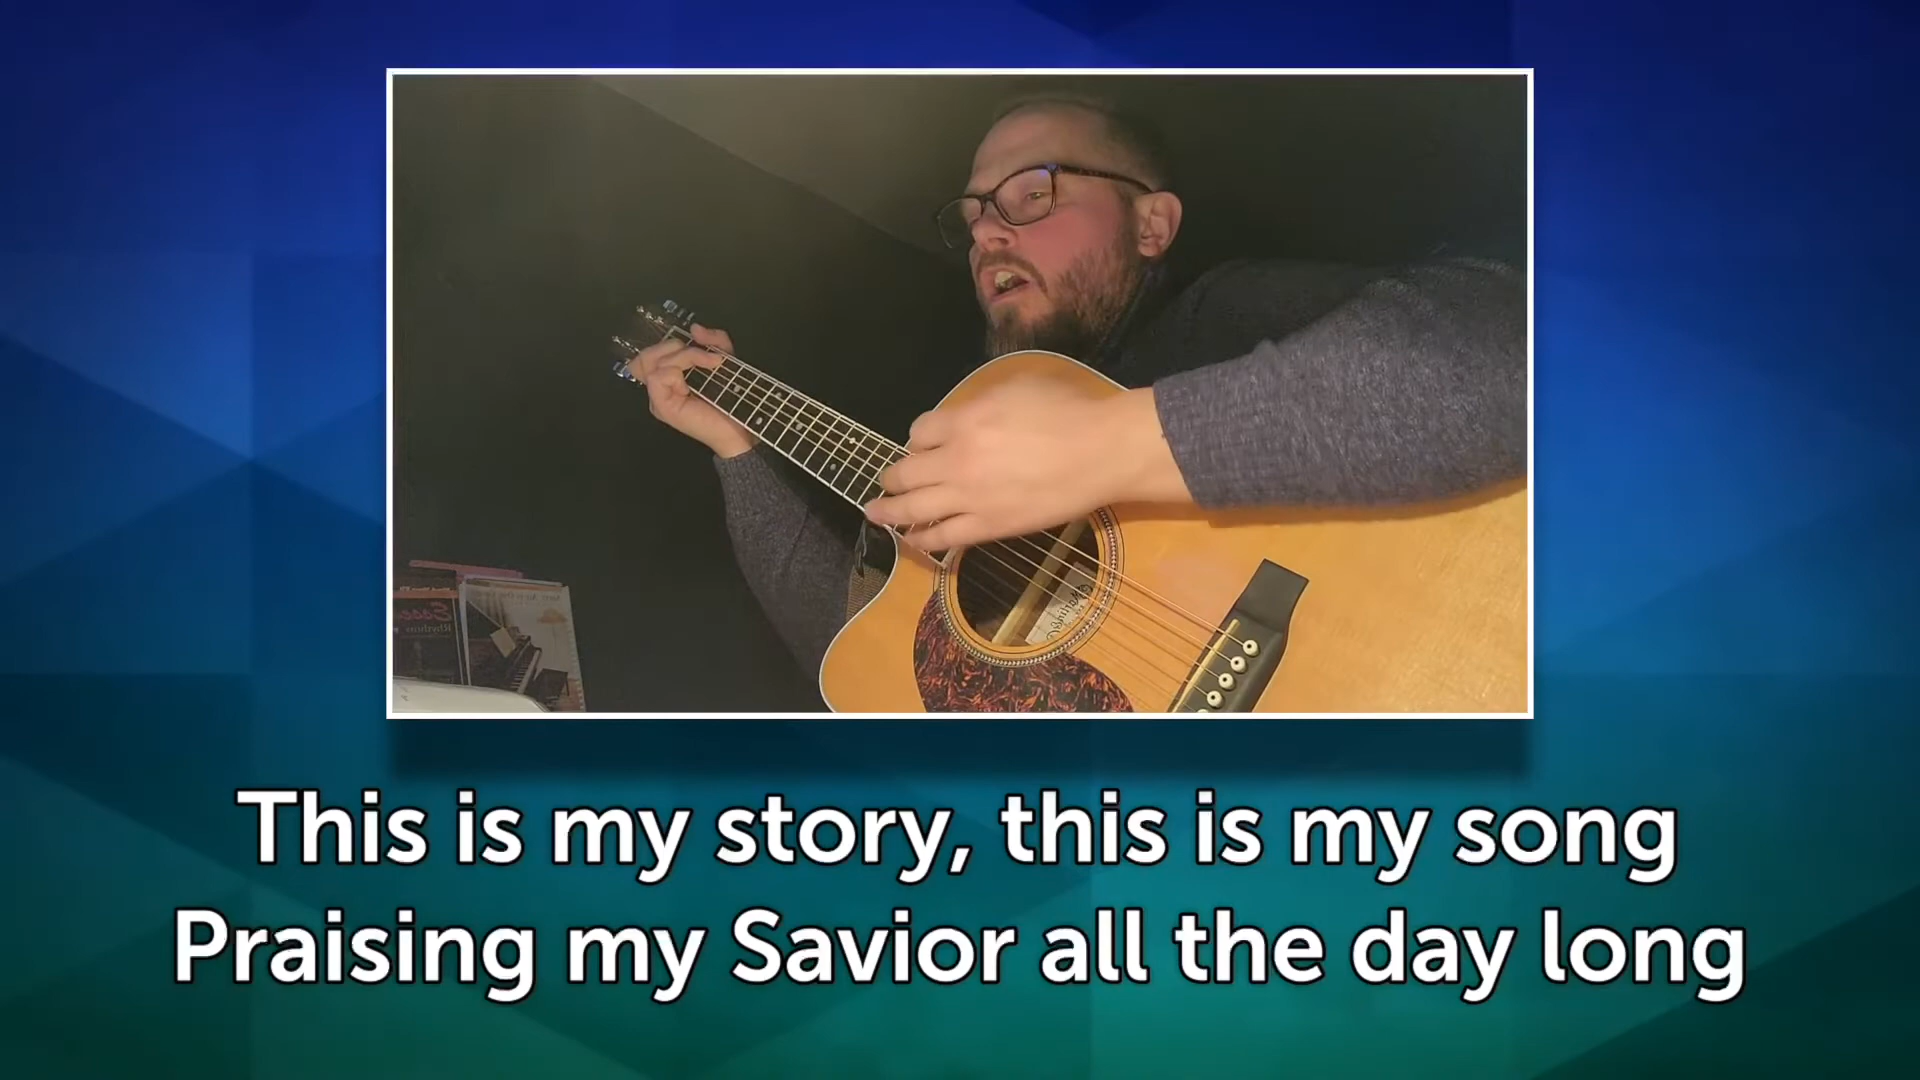 This is my story, this is my song
Praising my Savior all the day long